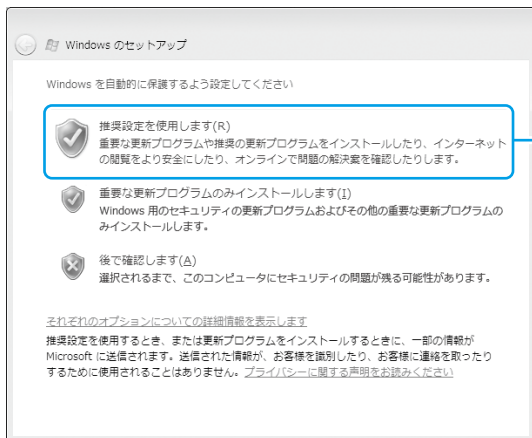 Windows のセットアップ
Windows を自動的に保護するよう設定してください
推奨設定を使用します(R)
重要な更新プログラムや推奨の更新プログラムをインストールしたり、インターネット
の閲覧をより安全にしたり、オンラインで問題の解決案を確認したりします。
重要な更新プログラムのみインストールします(I)
Windows 用のセキュリティの更新プログラムおよびその他の重要な更新プログラムの
みインストールします。
後で確認します(A)
選択されるまで、このコンピュータにセキュリティの問題が残る可能性があります。
それぞれのオプションについての詳細情報を表示します
推奨設定を使用するとき、または更新プログラムをインストールするときに、一部の情報が
Microsoft に送信されます。送信された情報が、お客様を識別したり、お客様に連絡を取ったり
するために使用されることはありません。プライバシーに関する声明をお読みください